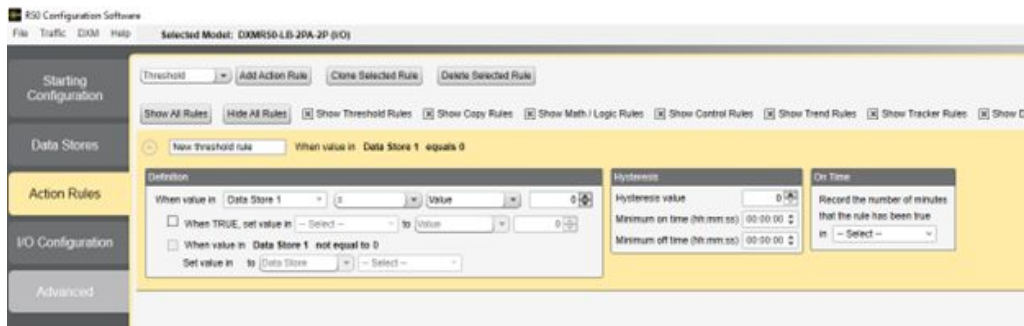 R50 Configuration Software
File Traffic DXM Help Selected Model: DXMR50-LB-2PA-2P (I/O)
Starting Configuration
Data Stores
Action Rules
I/O Configuration
Advanced
Threshold Add Action Rule Clone Selected Rule Delete Selected Rule
Show All Rules Hide All Rules Show Threshold Rules Show Copy Rules Show Math / Logic Rules Show Control Rules Show Trend Rules Show Tracker Rules Show D
New threshold rule When value in Data Store 1 equals 0
Definition
When value in Data Store 1 = Value 0
When TRUE, set value in -- Select -- to Value 0
When value in Data Store 1 not equal to 0
Set value in to Data Store -- Select --
Hysteresis
Hysteresis value 0
Minimum on time (hh:mm:ss) 00:00:00
Minimum off time (hh:mm:ss) 00:00:00
On Time
Record the number of minutes
that the rule has been true
in -- Select --